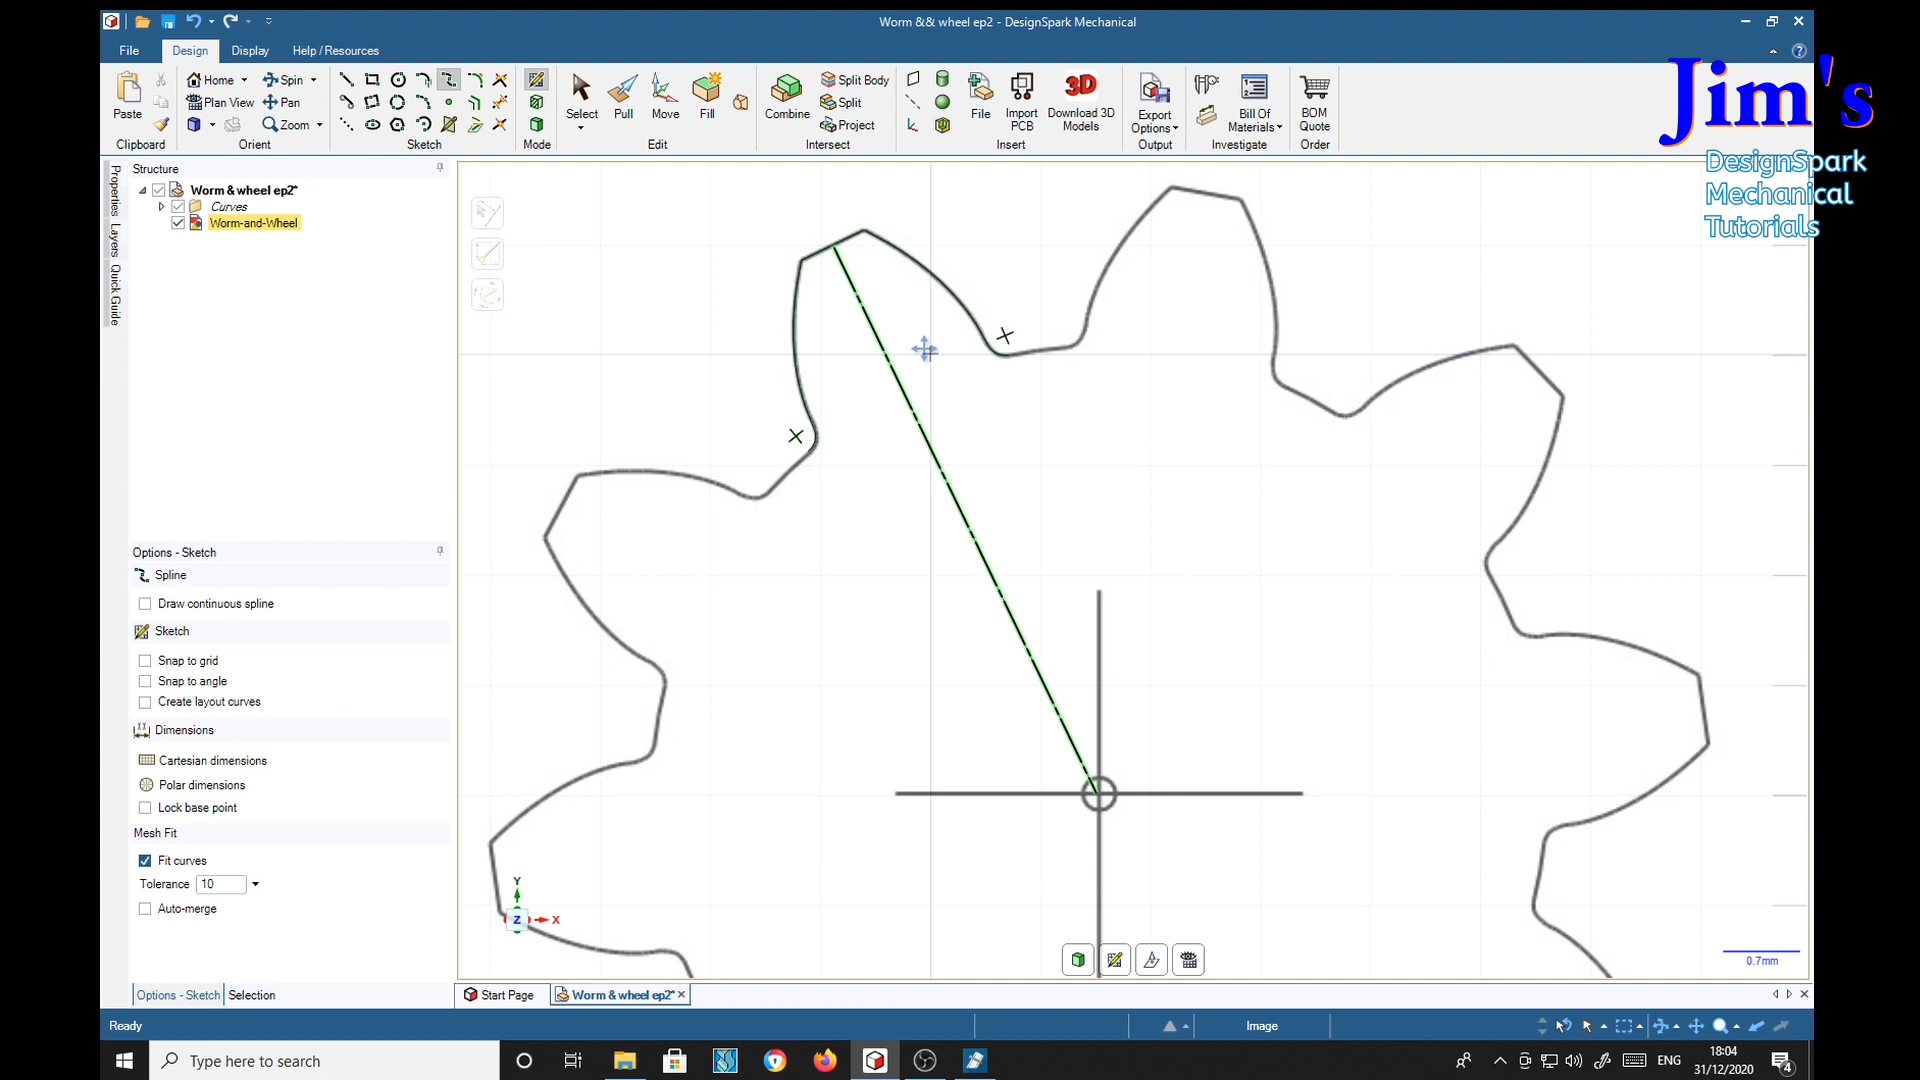 Worm && wheel ep2 - DesignSpark Mechanical
File Design Display Help / Resources
Jim's
DesignSpark
Mechanical
Tutorials
Paste
Home Spin
Plan View Pan
Zoom
Select Pull Move Fill
Combine
Split Body
Split
Project
File
Import
PCB
Download 3D
Models
3D
Export
Options
Bill Of
Materials
BOM
Quote
Clipboard Orient Sketch Mode Edit Intersect Insert Output Investigate Order
Properties
Layers
Quick Guide
Structure
Worm & wheel ep2*
Curves
Worm-and-Wheel
Options - Sketch
Spline
Draw continuous spline
Sketch
Snap to grid
Snap to angle
Create layout curves
Dimensions
Cartesian dimensions
Polar dimensions
Lock base point
Mesh Fit
Fit curves
Tolerance 10
Auto-merge
Y
Z X
0.7mm
Options - Sketch Selection
Start Page Worm & wheel ep2*
Ready Image
Type here to search
ENG
18:04
31/12/2020
4